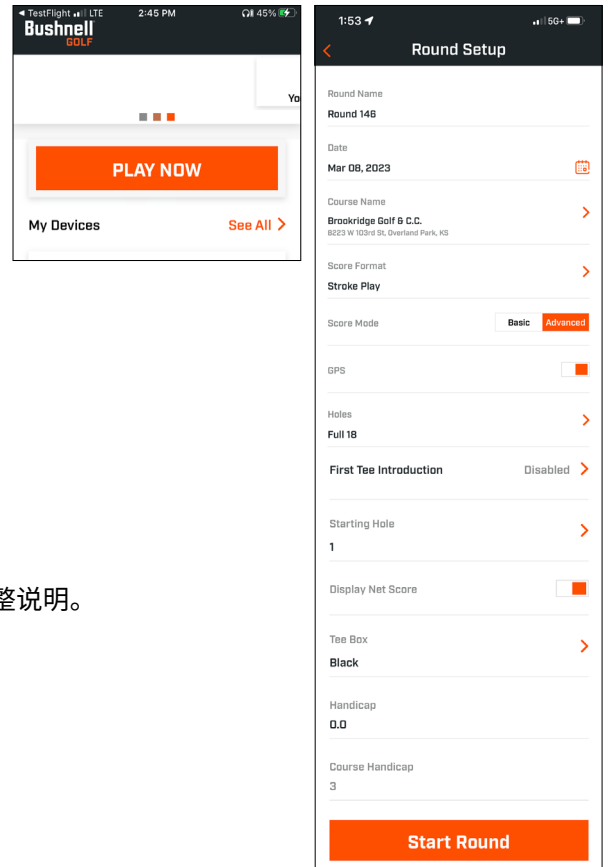 TestFlight LTE 2:45 PM 45%
Bushnell
GOLF
Yo
PLAY NOW
My Devices
See All
整说明。
1:53 5G+
Round Setup
Round Name
Round 146
Date
Mar 08, 2023
Course Name
Brookridge Golf & C.C.
8223 W 103rd St, Overland Park, KS
Score Format
Stroke Play
Score Mode Basic Advanced
GPS
Holes
Full 18
First Tee Introduction Disabled
Starting Hole
1
Display Net Score
Tee Box
Black
Handicap
0.0
Course Handicap
3
Start Round